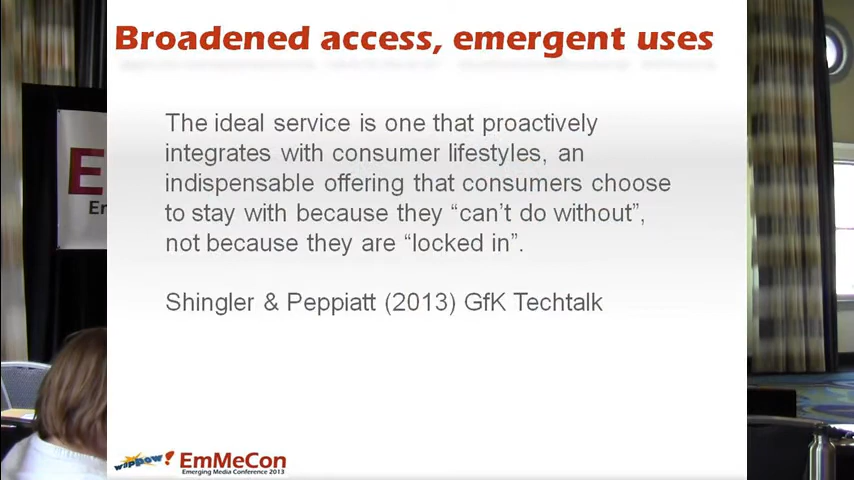 Broadened access, emergent uses
The ideal service is one that proactively
integrates with consumer lifestyles, an
indispensable offering that consumers choose
to stay with because they “can’t do without”,
not because they are “locked in”.
Shingler & Peppiatt (2013) GfK Techtalk
wappow!
EmMeCon
Emerging Media Conference 2013